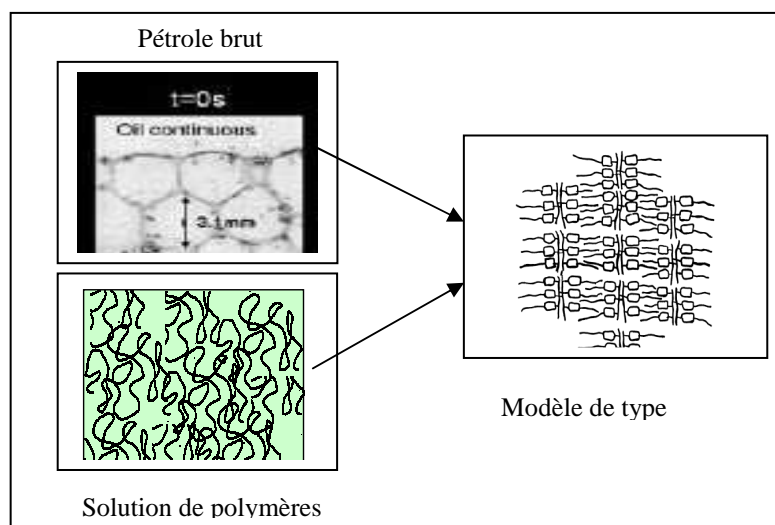 Pétrole brut
t=0s
Oil continuous
3.1mm
Modèle de type
Solution de polymères